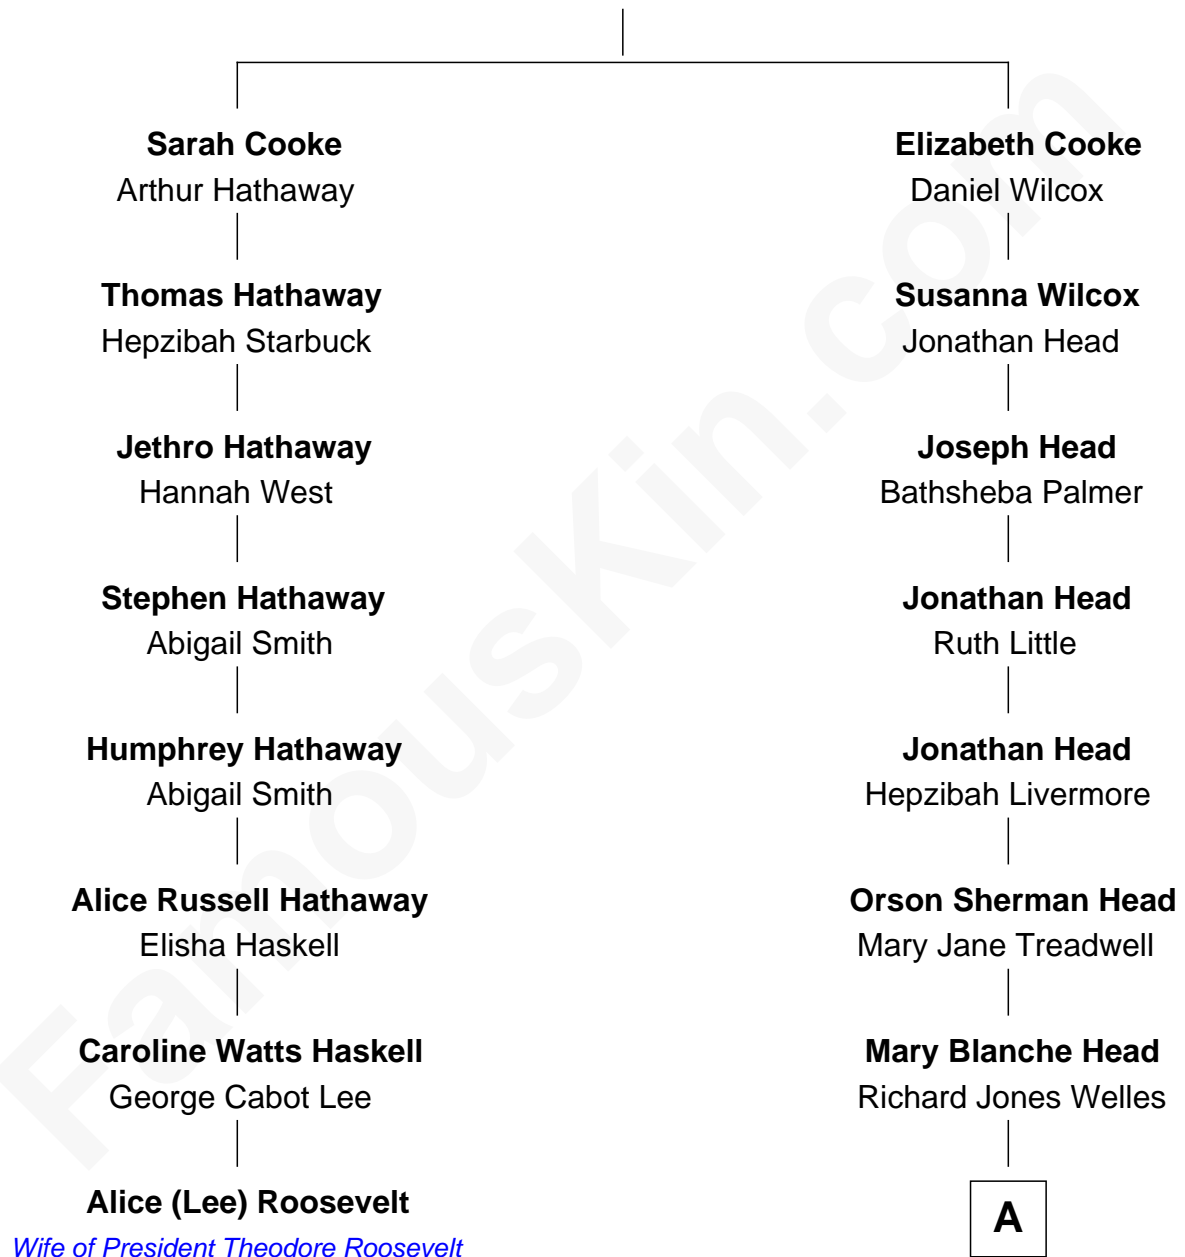 Sarah Cooke
Arthur Hathaway
Elizabeth Cooke
Daniel Wilcox
Thomas Hathaway
Hepzibah Starbuck
Susanna Wilcox
Jonathan Head
Jethro Hathaway
Hannah West
Joseph Head
Bathsheba Palmer
Stephen Hathaway
Abigail Smith
Jonathan Head
Ruth Little
Humphrey Hathaway
Abigail Smith
Jonathan Head
Hepzibah Livermore
Alice Russell Hathaway
Elisha Haskell
Orson Sherman Head
Mary Jane Treadwell
Caroline Watts Haskell
George Cabot Lee
Mary Blanche Head
Richard Jones Welles
Alice (Lee) Roosevelt
Wife of President Theodore Roosevelt
A
FamousKin.com